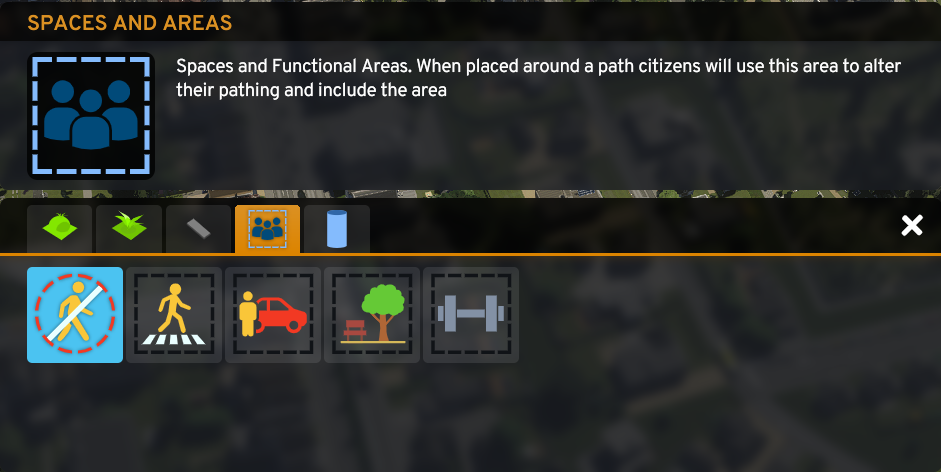 SPACES AND AREAS
Spaces and Functional Areas. When placed around a path citizens will use this area to alter
their pathing and include the area